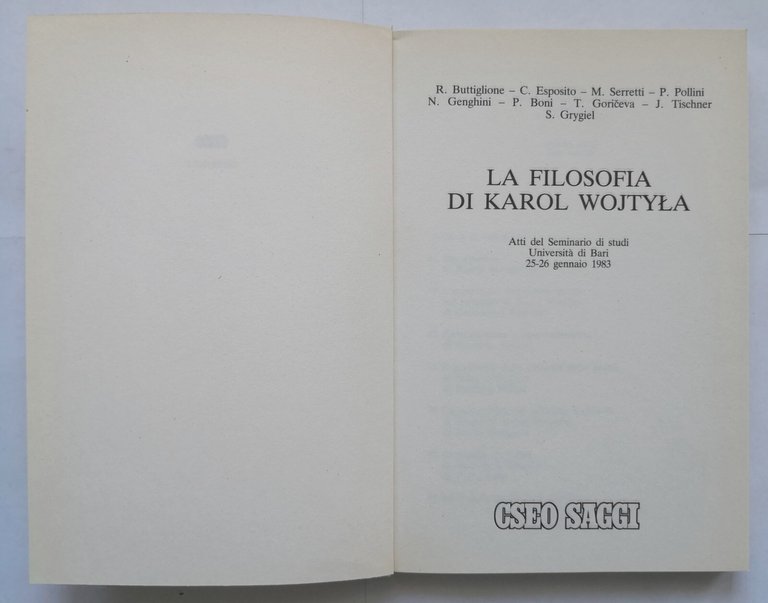 R. Buttiglione – C. Esposito – M. Serretti – P. Pollini
N. Genghini – P. Boni – T. Goričeva – J. Tischner
S. Grygiel
LA FILOSOFIA
DI KAROL WOJTYŁA
Atti del Seminario di studi
Università di Bari
25-26 gennaio 1983
CSEO SAGGI